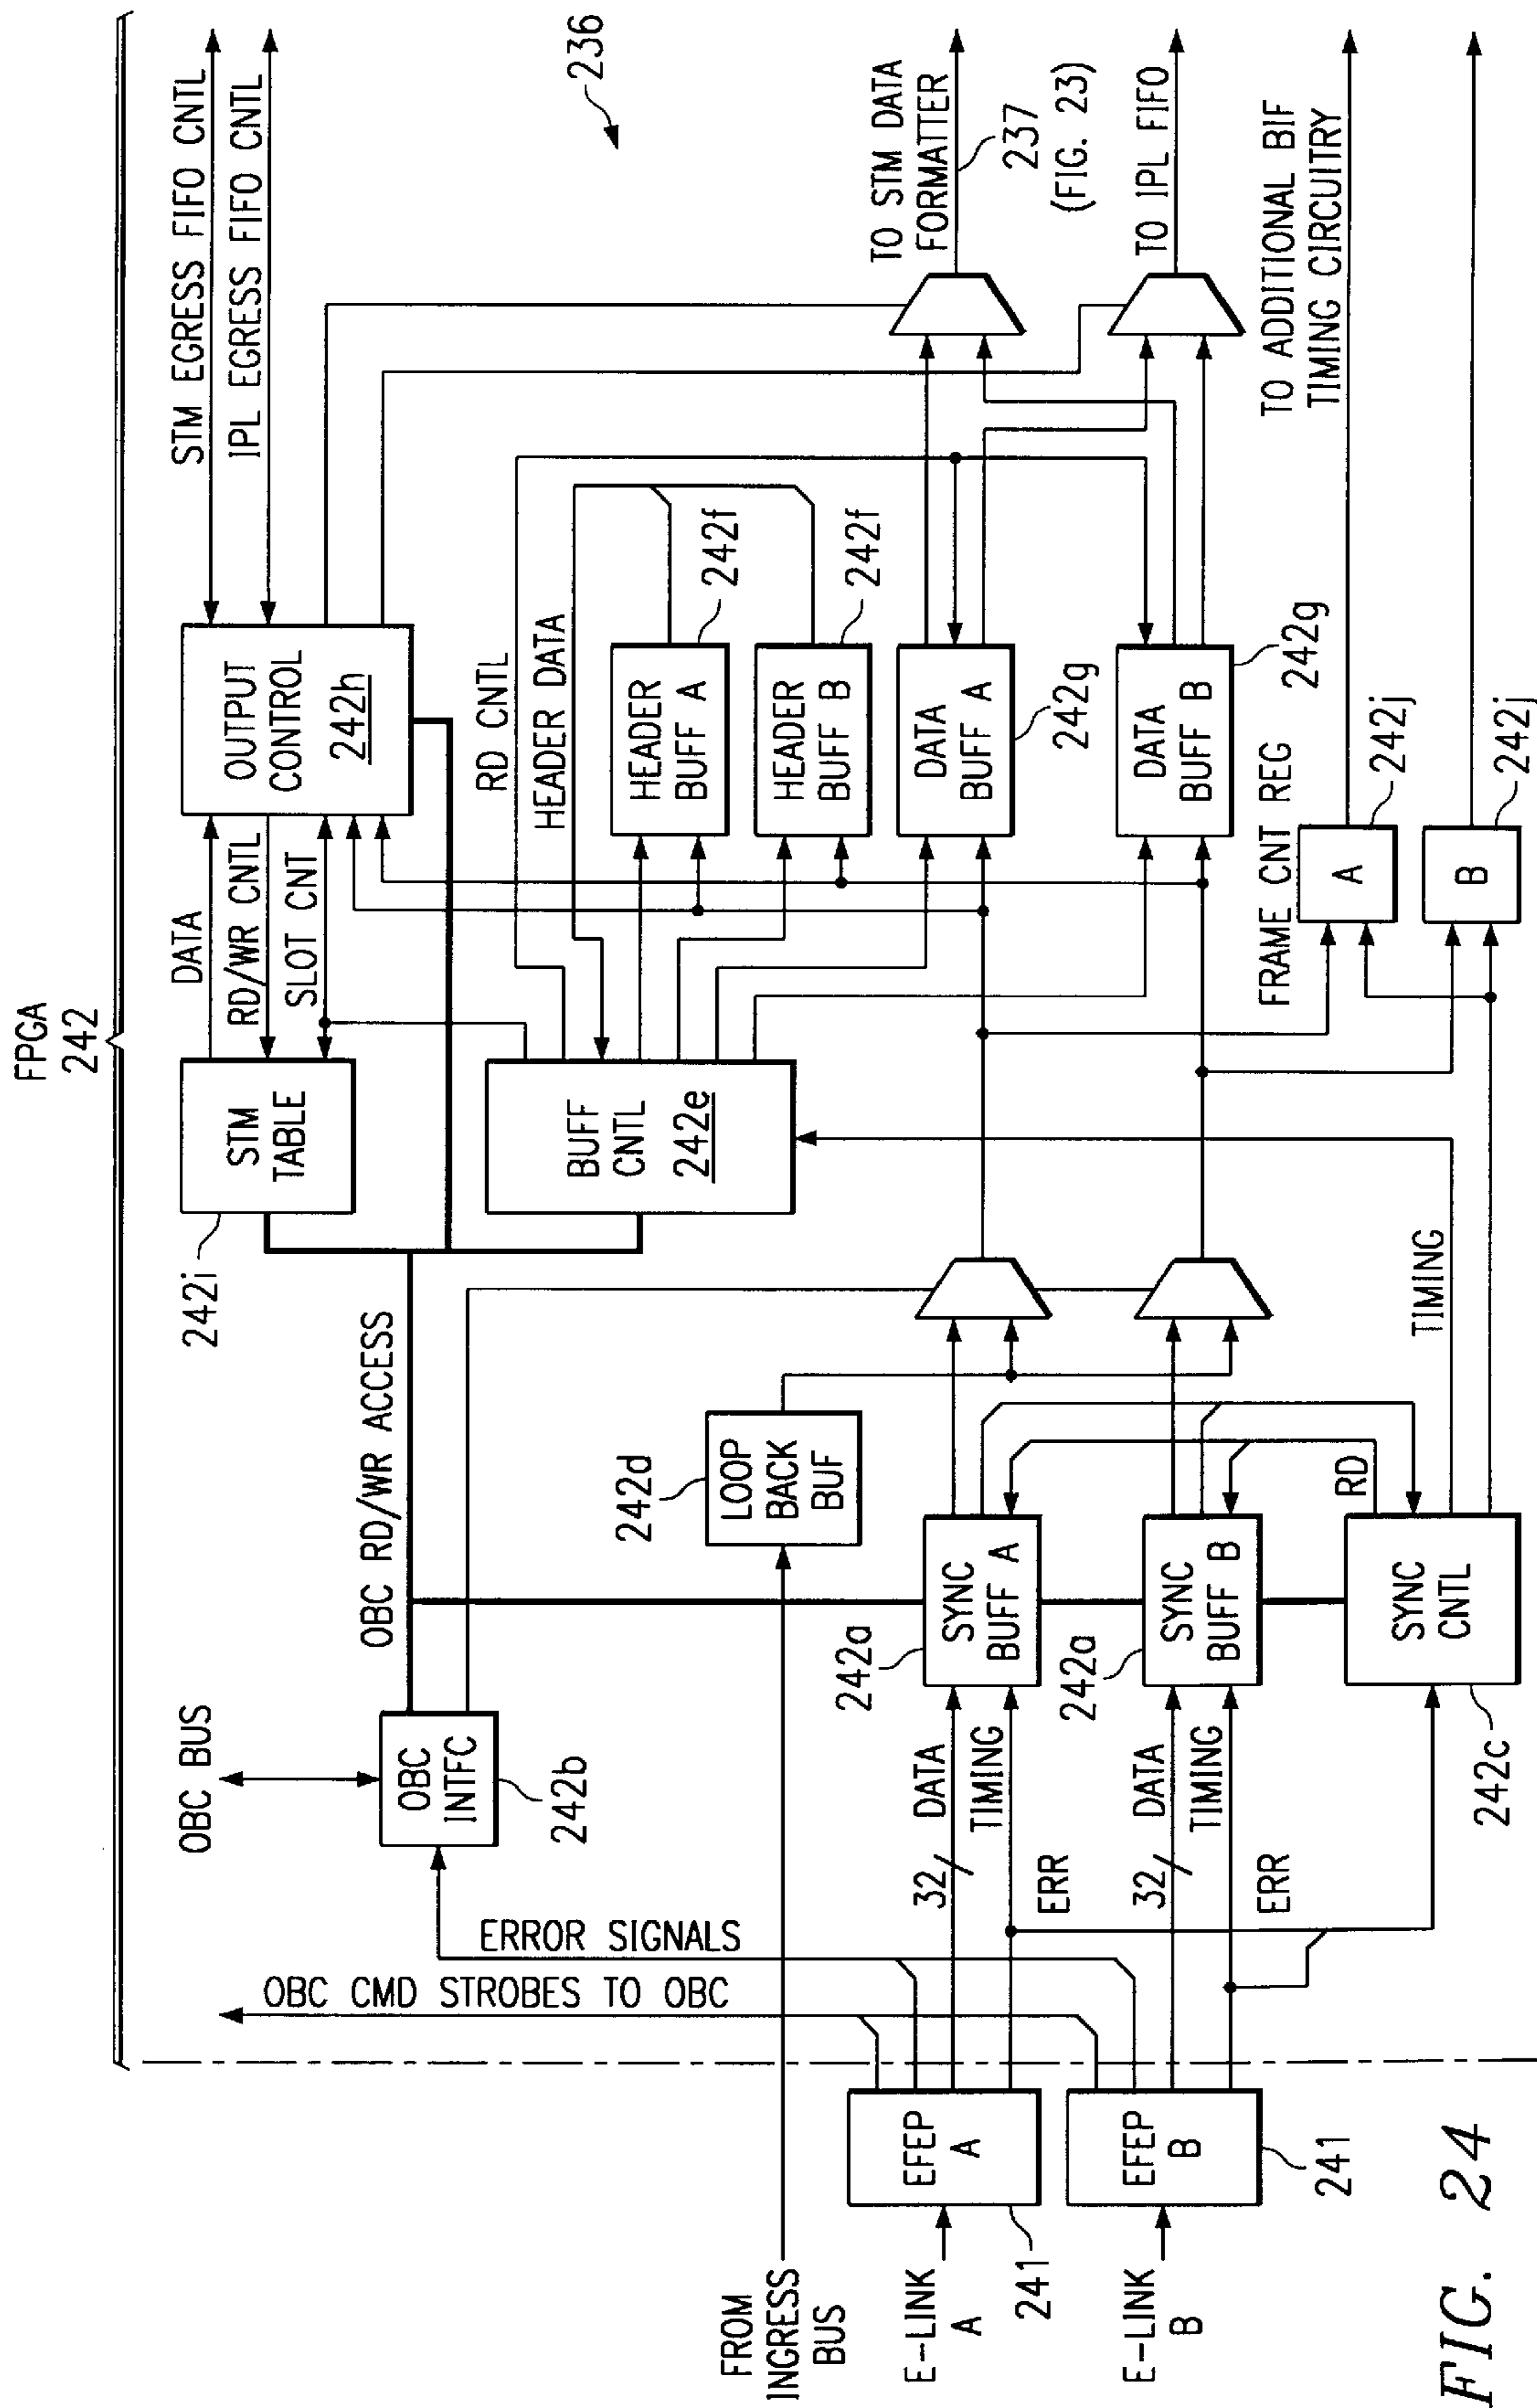 FPGA
242
STM EGRESS FIFO CNTL
IPL EGRESS FIFO CNTL
236
OBC BUS
OBC RD/WR ACCESS
242i
STM
TABLE
DATA
RD/WR CNTL
SLOT CNT
OUTPUT
CONTROL
242h
OBC
INTFC
242b
ERROR SIGNALS
OBC CMD STROBES TO OBC
BUFF
CNTL
242e
RD CNTL
HEADER DATA
HEADER
BUFF A
242f
HEADER
BUFF B
242f
242d
LOOP
BACK
BUF
FROM
INGRESS
BUS
E-LINK
A
241
EFEP
A
32
DATA
TIMING
ERR
242a
SYNC
BUFF A
DATA
BUFF A
242g
TO STM DATA
FORMATTER
237
(FIG. 23)
E-LINK
B
EFEP
B
241
32
DATA
TIMING
ERR
242a
SYNC
BUFF B
DATA
BUFF B
242g
TO IPL FIFO
RD
TIMING
SYNC
CNTL
242c
FRAME CNT REG
A
242j
TO ADDITIONAL BIF
TIMING CIRCUITRY
B
242j
FIG. 24